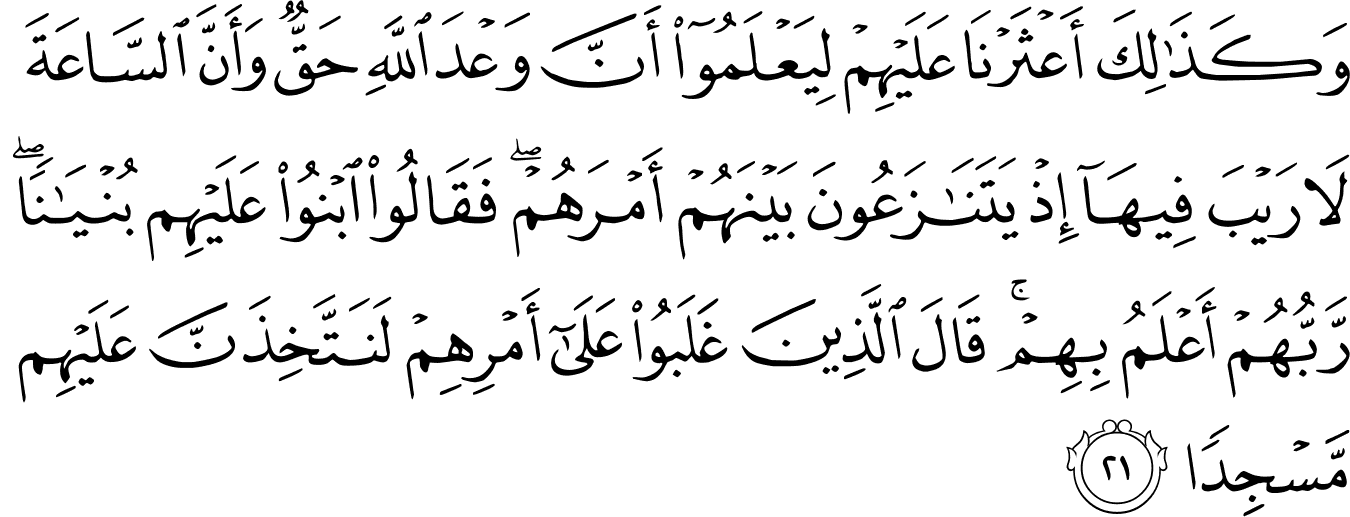 وَكَذَٰلِكَ أَعۡثَرۡنَا عَلَيۡهِمۡ لِيَعۡلَمُوٓاْ أَنَّ وَعۡدَ ٱللَّهِ حَقّٞ وَأَنَّ ٱلسَّاعَةَ
لَا رَيۡبَ فِيهَآ إِذۡ يَتَنَٰزَعُونَ بَيۡنَهُمۡ أَمۡرَهُمۡۖ فَقَالُواْ ٱبۡنُواْ عَلَيۡهِم بُنۡيَٰنٗاۖ
رَّبُّهُمۡ أَعۡلَمُ بِهِمۡۚ قَالَ ٱلَّذِينَ غَلَبُواْ عَلَىٰٓ أَمۡرِهِمۡ لَنَتَّخِذَنَّ عَلَيۡهِم
مَّسۡجِدٗا ٢١